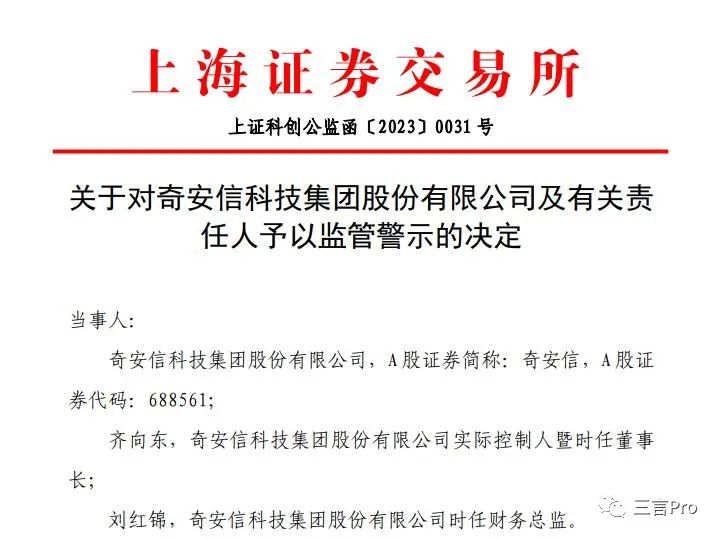 上海证券交易所
上证科创公监函〔2023〕0031号
关于对奇安信科技集团股份有限公司及有关责
任人予以监管警示的决定
当事人:
奇安信科技集团股份有限公司,A股证券简称:奇安信,A股证
券代码:688561;
齐向东,奇安信科技集团股份有限公司实际控制人暨时任董事
长;
刘红锦,奇安信科技集团股份有限公司时任财务总监。
三言Pro